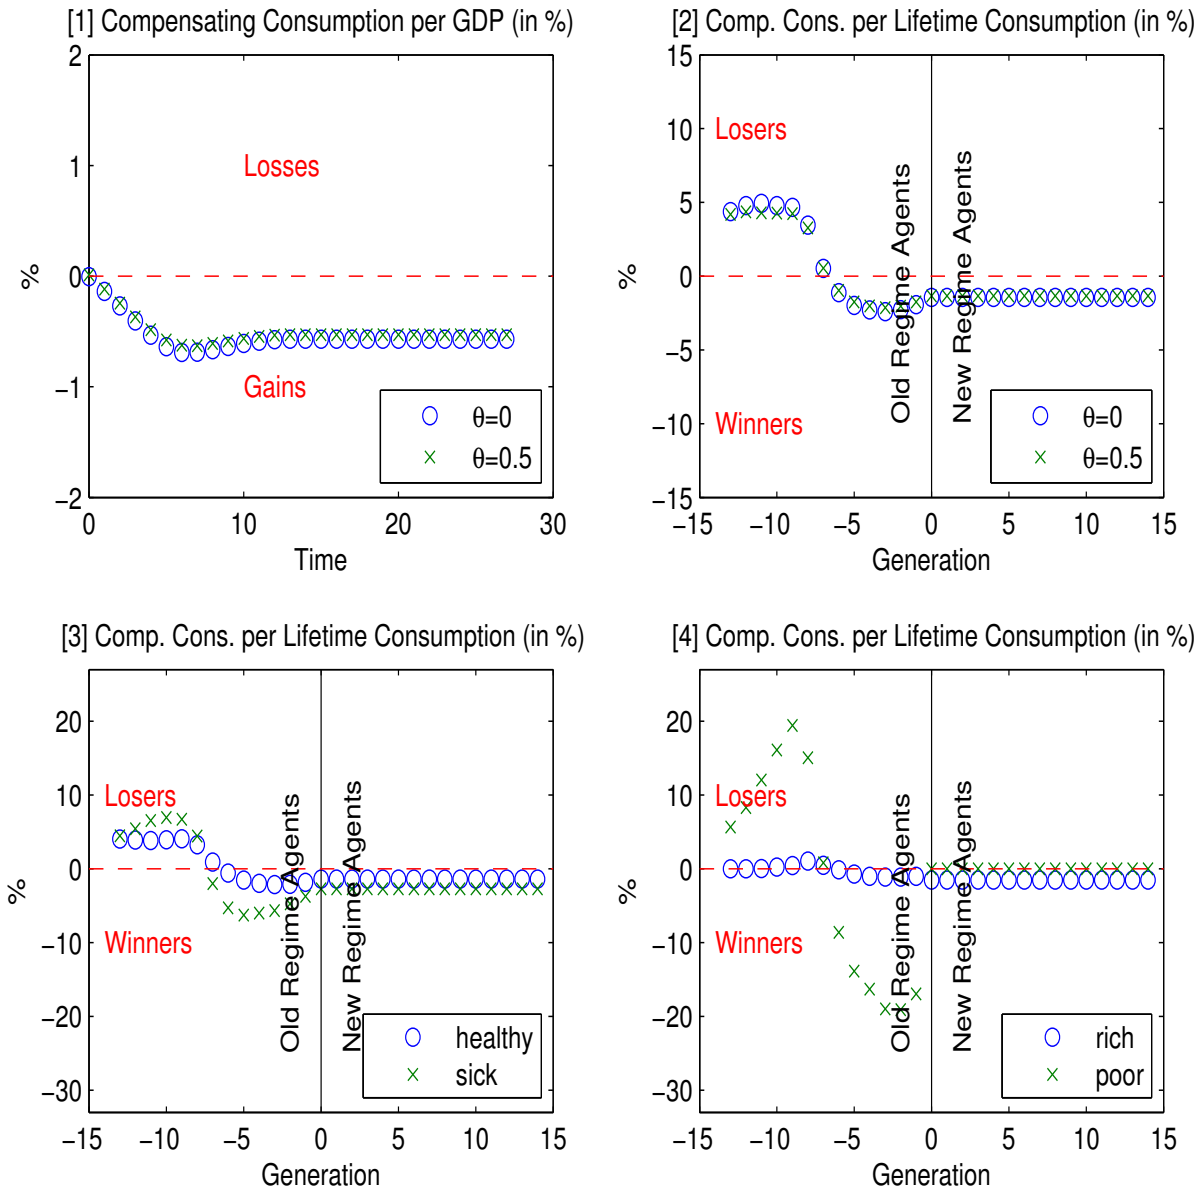 [1] Compensating Consumption per GDP (in %)
2
1
0
−1
−2
%
Losses
Gains
θ=0
θ=0.5
0
10
20
30
Time
[2] Comp. Cons. per Lifetime Consumption (in %)
15
10
5
0
−5
−10
−15
%
Losers
Winners
Old Regime Agents
New Regime Agents
θ=0
θ=0.5
−15
−10
−5
0
5
10
15
Generation
[3] Comp. Cons. per Lifetime Consumption (in %)
20
10
0
−10
−20
−30
%
Losers
Winners
Old Regime Agents
New Regime Agents
healthy
sick
−15
−10
−5
0
5
10
15
Generation
[4] Comp. Cons. per Lifetime Consumption (in %)
20
10
0
−10
−20
−30
%
Losers
Winners
Old Regime Agents
New Regime Agents
rich
poor
−15
−10
−5
0
5
10
15
Generation